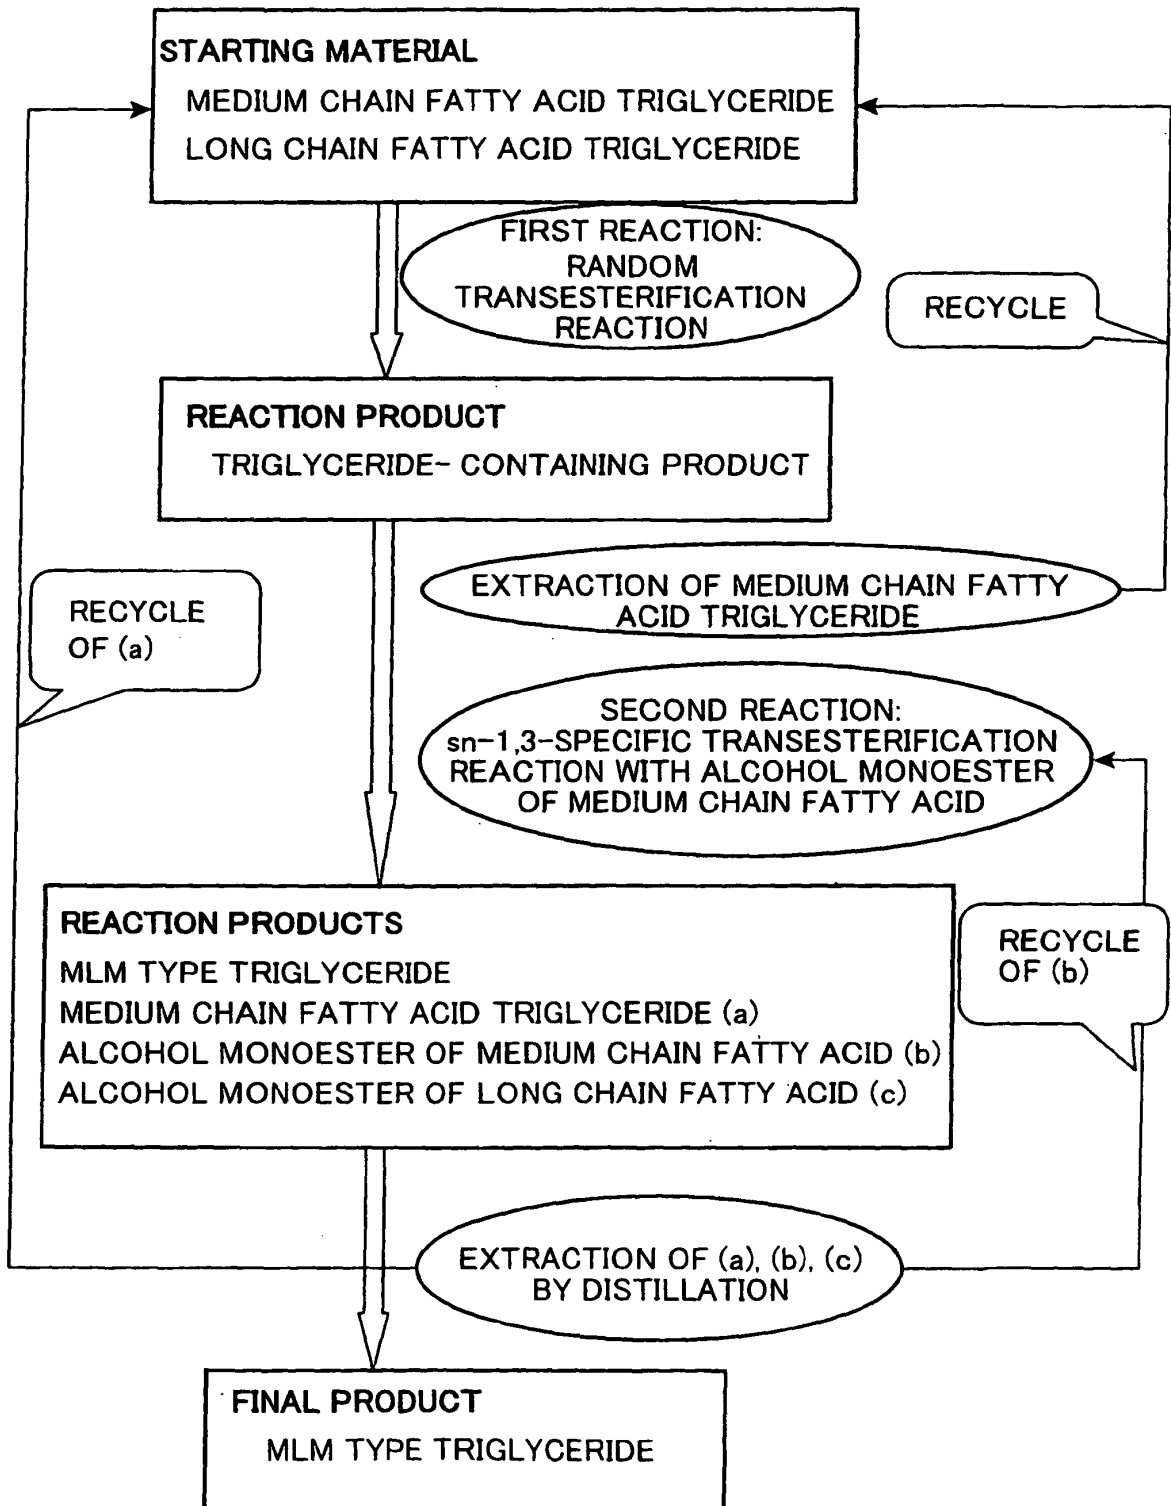 STARTING MATERIAL
MEDIUM CHAIN FATTY ACID TRIGLYCERIDE
LONG CHAIN FATTY ACID TRIGLYCERIDE
FIRST REACTION:
RANDOM
TRANSESTERIFICATION
REACTION
RECYCLE
REACTION PRODUCT
TRIGLYCERIDE- CONTAINING PRODUCT
EXTRACTION OF MEDIUM CHAIN FATTY
ACID TRIGLYCERIDE
RECYCLE
OF (a)
SECOND REACTION:
sn-1,3-SPECIFIC TRANSESTERIFICATION
REACTION WITH ALCOHOL MONOESTER
OF MEDIUM CHAIN FATTY ACID
REACTION PRODUCTS
MLM TYPE TRIGLYCERIDE
MEDIUM CHAIN FATTY ACID TRIGLYCERIDE (a)
ALCOHOL MONOESTER OF MEDIUM CHAIN FATTY ACID (b)
ALCOHOL MONOESTER OF LONG CHAIN FATTY ACID (c)
RECYCLE
OF (b)
EXTRACTION OF (a), (b), (c)
BY DISTILLATION
FINAL PRODUCT
MLM TYPE TRIGLYCERIDE